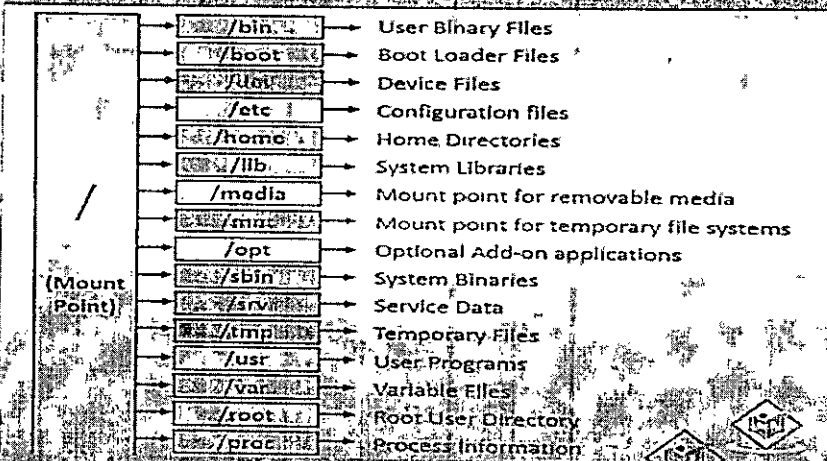 /bin User Binary Files
/boot Boot Loader Files
/dev Device Files
/etc Configuration files
/home Home Directories
/lib System Libraries
/media Mount point for removable media
/mnt Mount point for temporary file systems
/
/opt Optional Add-on applications
(Mount
Point)
/sbin System Binaries
/srv Service Data
/tmp Temporary Files
/usr User Programs
/var Variable Files
/root Root User Directory
/proc Process Information